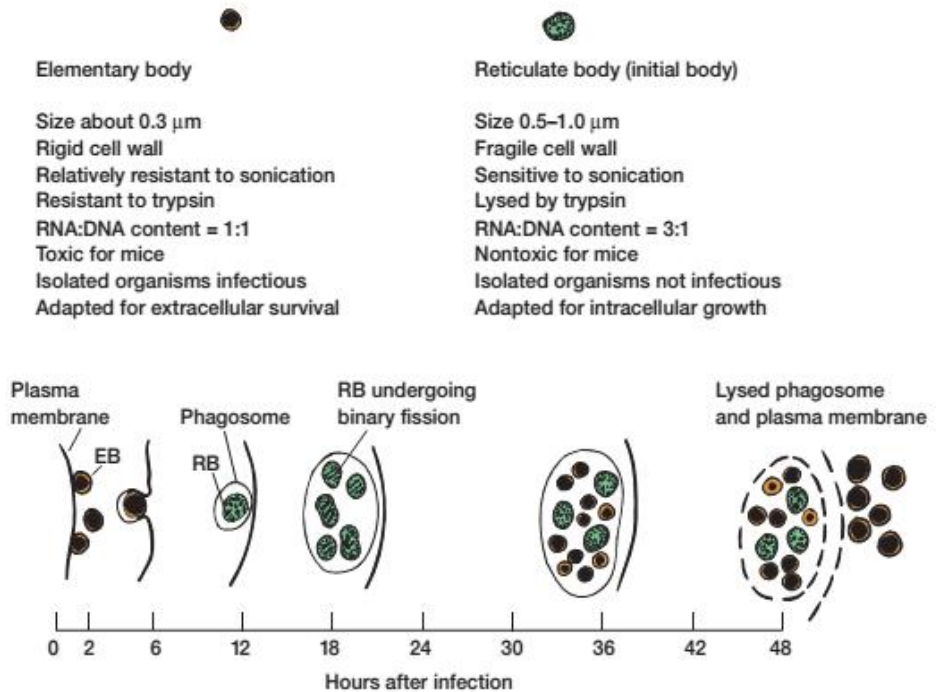 Elementary body
Size about 0.3 μm
Rigid cell wall
Relatively resistant to sonication
Resistant to trypsin
RNA:DNA content = 1:1
Toxic for mice
Isolated organisms infectious
Adapted for extracellular survival
Reticulate body (initial body)
Size 0.5–1.0 μm
Fragile cell wall
Sensitive to sonication
Lysed by trypsin
RNA:DNA content = 3:1
Nontoxic for mice
Isolated organisms not infectious
Adapted for intracellular growth
Plasma
membrane
EB
Phagosome
RB
RB undergoing
binary fission
Lysed phagosome
and plasma membrane
0 2 6 12 18 24 30 36 42 48
Hours after infection